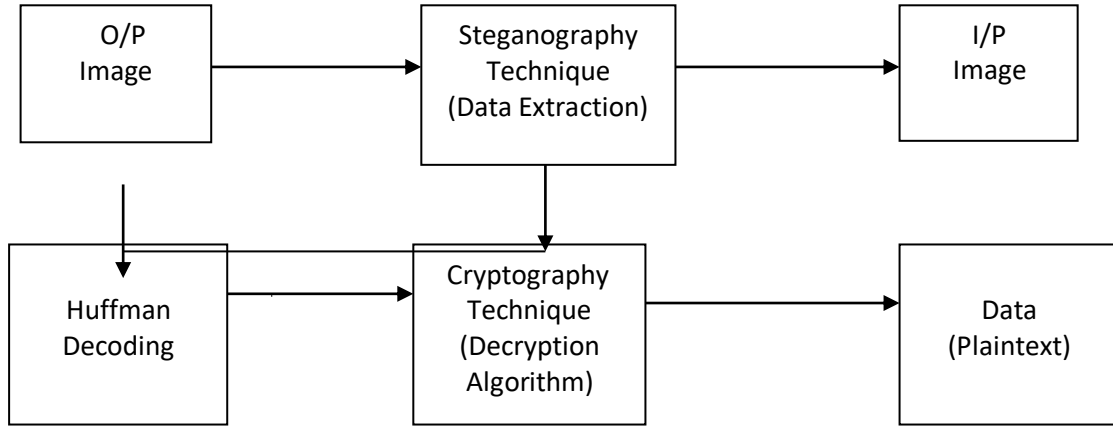 O/P
Image
Steganography
Technique
(Data Extraction)
I/P
Image
Huffman
Decoding
Cryptography
Technique
(Decryption
Algorithm)
Data
(Plaintext)